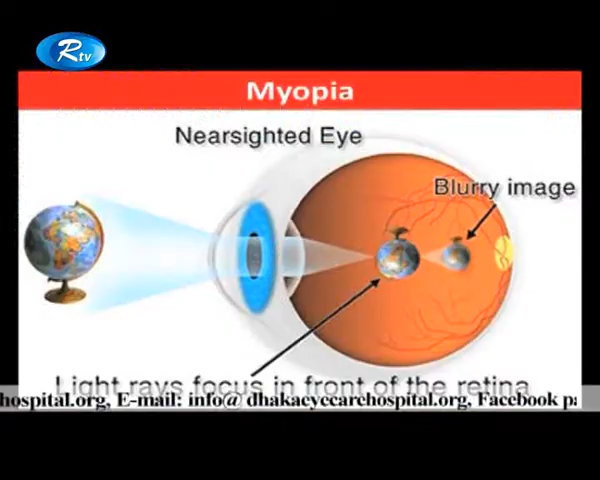 Rtv
Myopia
Nearsighted Eye
Blurry image
Light rays focus in front of the retina
hospital.org, E-mail: info@ dhakaeyecarehospital.org, Facebook